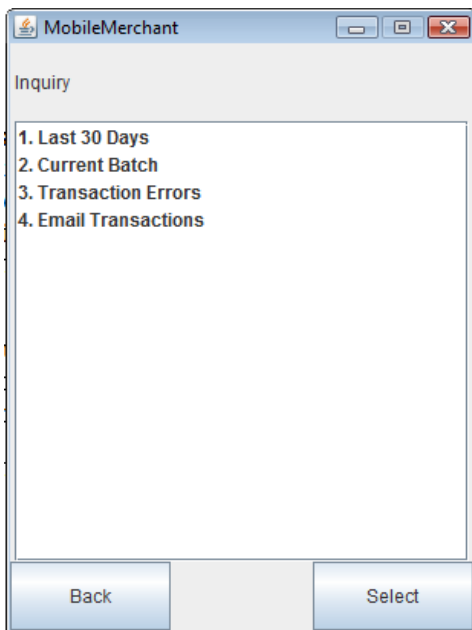 MobileMerchant
Inquiry
1. Last 30 Days
2. Current Batch
3. Transaction Errors
4. Email Transactions
Back
Select